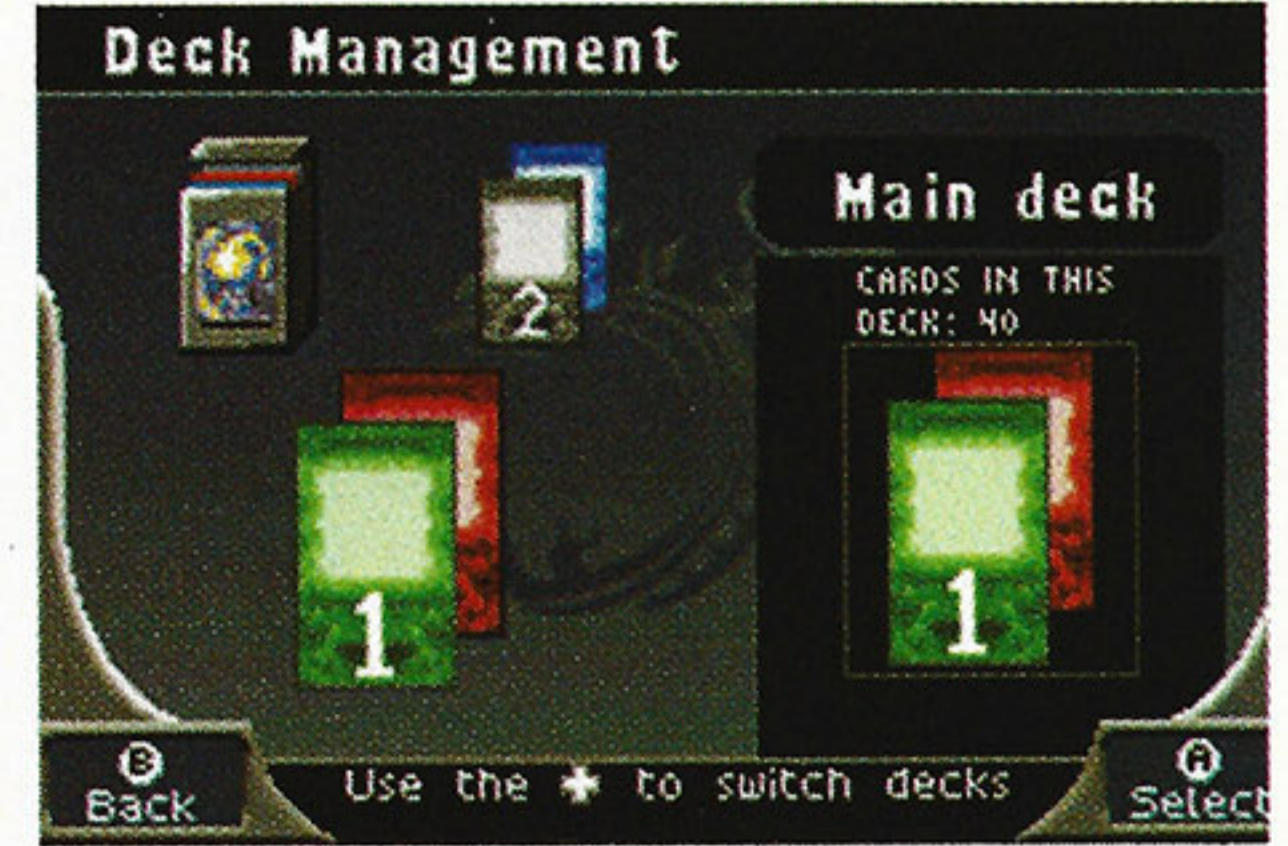 Deck Management
2
Main deck
CARDS IN THIS
DECK: 40
1
1
B
Back
Use the to switch decks
A
Select